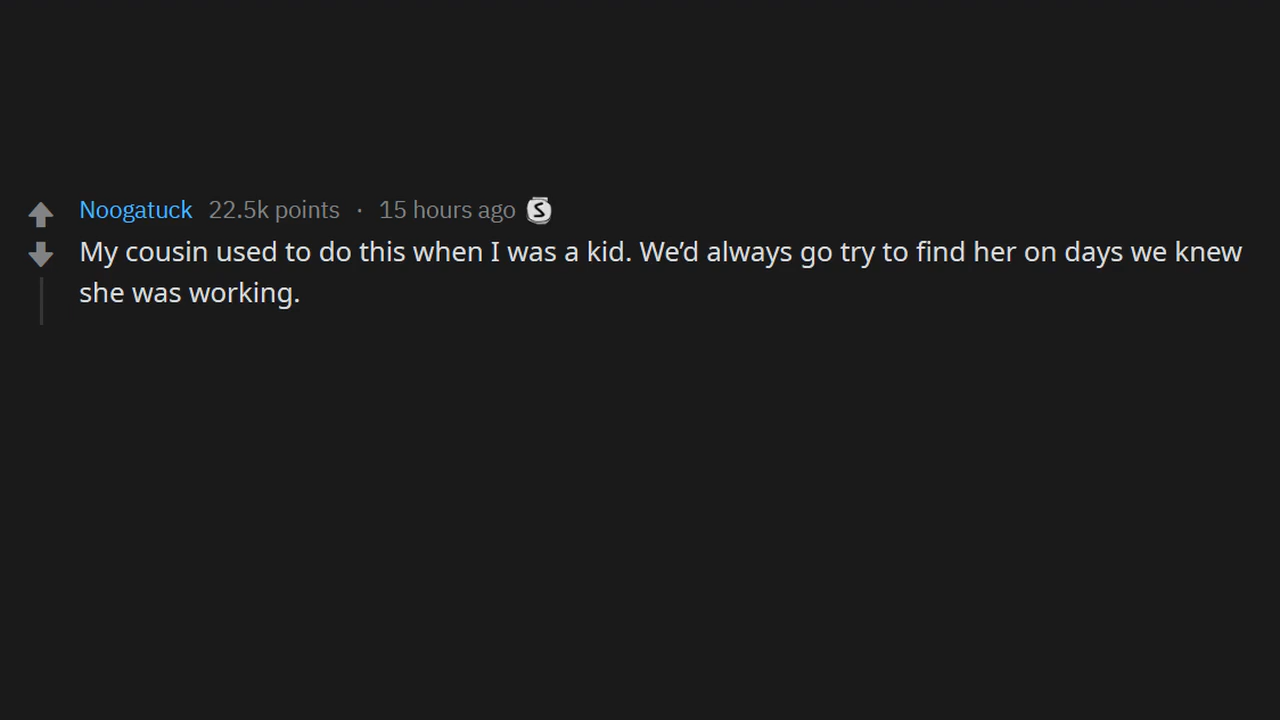 Noogatuck 22.5k points · 15 hours ago S
My cousin used to do this when I was a kid. We’d always go try to find her on days we knew
she was working.